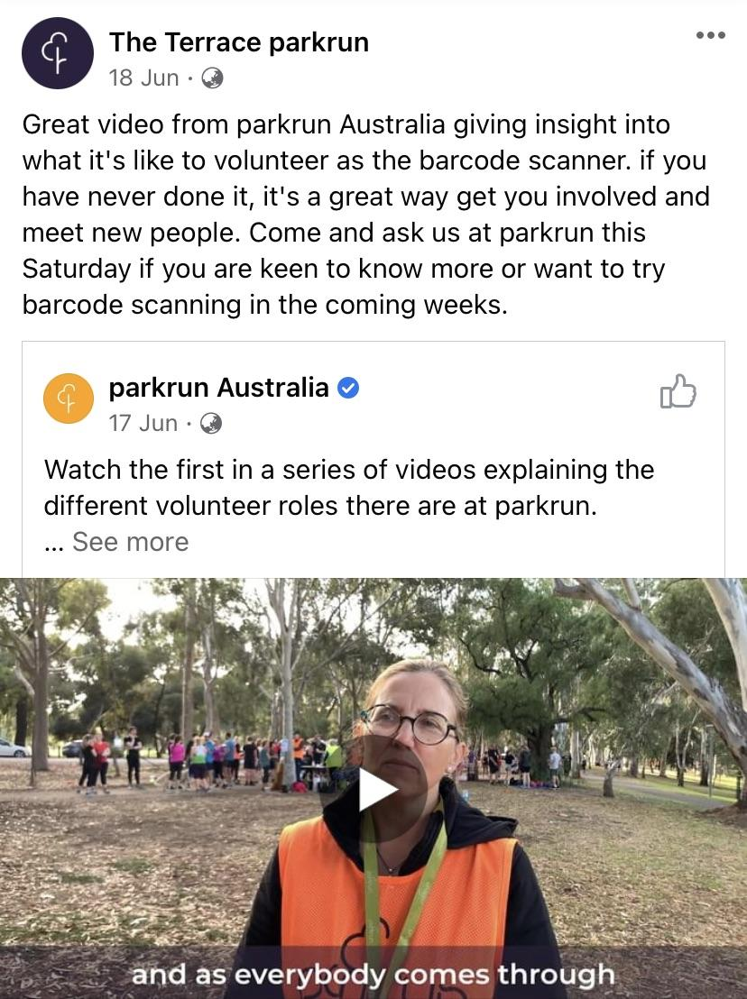 The Terrace parkrun
18 Jun ·
Great video from parkrun Australia giving insight into
what it's like to volunteer as the barcode scanner. if you
have never done it, it's a great way get you involved and
meet new people. Come and ask us at parkrun this
Saturday if you are keen to know more or want to try
barcode scanning in the coming weeks.
parkrun Australia
17 Jun ·
Watch the first in a series of videos explaining the
different volunteer roles there are at parkrun.
... See more
and as everybody comes through